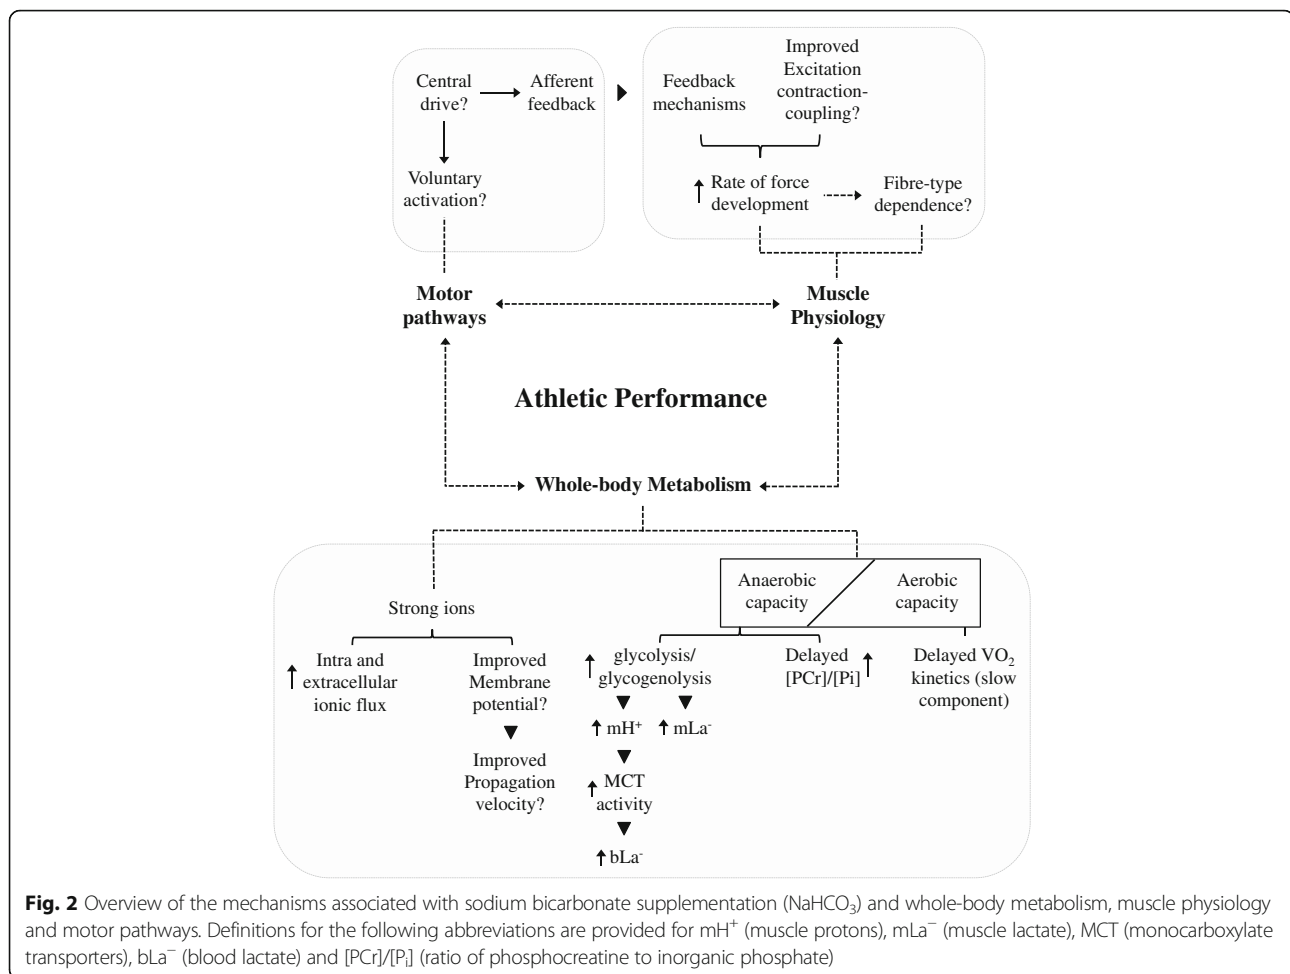 Central
drive?
Afferent
feedback
Voluntary
activation?
Feedback
mechanisms
Improved
Excitation
contraction-
coupling?
Rate of force
development
Fibre-type
dependence?
Motor
pathways
Muscle
Physiology
Athletic Performance
Whole-body Metabolism
Strong ions
Intra and
extracellular
ionic flux
Improved
Membrane
potential?
Improved
Propagation
velocity?
Anaerobic
capacity
Aerobic
capacity
glycolysis/
glycogenolysis
mH⁺
mLa⁻
MCT
activity
bLa⁻
Delayed
[PCr]/[Pi]
Delayed VO₂
kinetics (slow
component)
Fig. 2 Overview of the mechanisms associated with sodium bicarbonate supplementation (NaHCO₃) and whole-body metabolism, muscle physiology
and motor pathways. Definitions for the following abbreviations are provided for mH⁺ (muscle protons), mLa⁻ (muscle lactate), MCT (monocarboxylate
transporters), bLa⁻ (blood lactate) and [PCr]/[Pᵢ] (ratio of phosphocreatine to inorganic phosphate)